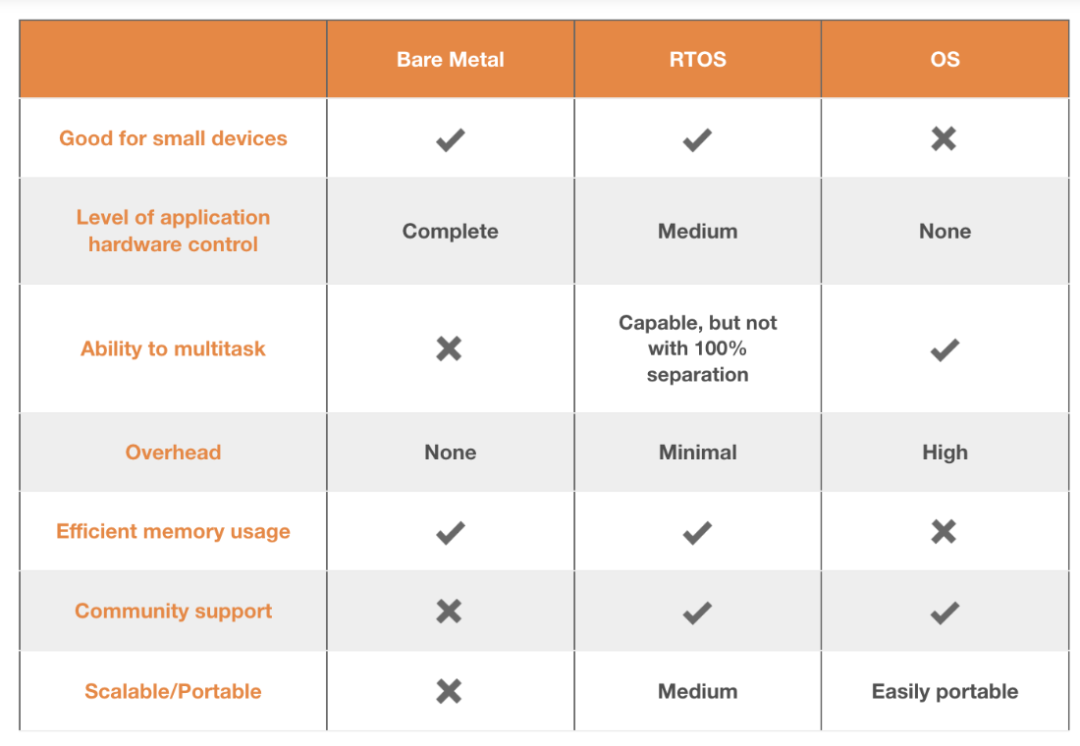 Bare Metal
RTOS
OS
Good for small devices
✔
✔
✖
Level of application
hardware control
Complete
Medium
None
Ability to multitask
✖
Capable, but not
with 100%
separation
✔
Overhead
None
Minimal
High
Efficient memory usage
✔
✔
✖
Community support
✖
✔
✔
Scalable/Portable
✖
Medium
Easily portable